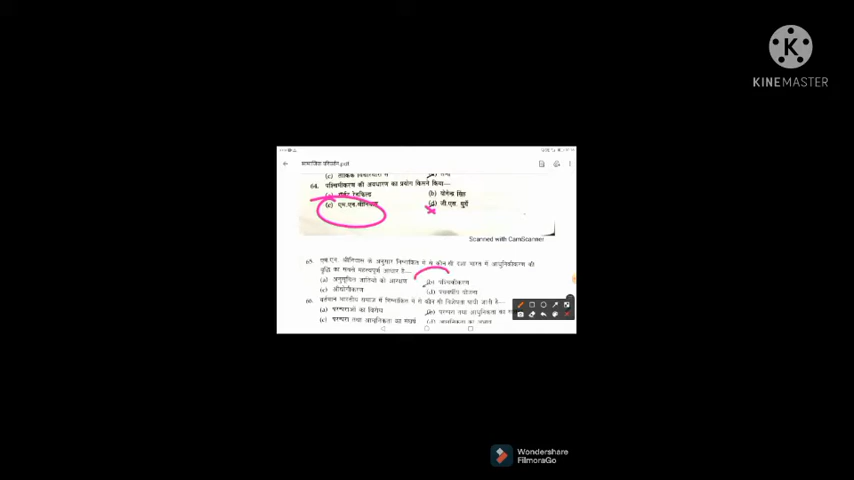 K
KINEMASTER
सामाजिक परिवर्तन.pdf
64. पश्चिमीकरण की अवधारण का प्रयोग किसने किया—
(b) योगेन्द्र सिंह
(c) एम.एन. श्रीनिवास
(d) जी.एस. घुर्ये
Scanned with CamScanner
65. एम.एन. श्रीनिवास के अनुसार निम्नांकित में से कौन सी दशा भारत में आधुनिकीकरण की
वृद्धि का सबसे महत्वपूर्ण आधार है—
(a) अनुसूचित जातियों को आरक्षण
(b) पश्चिमीकरण
(c) औद्योगीकरण
(d) पंचवर्षीय योजना
66. वर्तमान भारतीय समाज में निम्नांकित में से कौन सी विशेषता पायी जाती है—
(a) परम्पराओं का विरोध
(b) परम्परा तथा आधुनिकता का
(c) परम्परा तथा आधुनिकता का संघर्ष
(d) आधुनिकता का
Wondershare
FilmoraGo